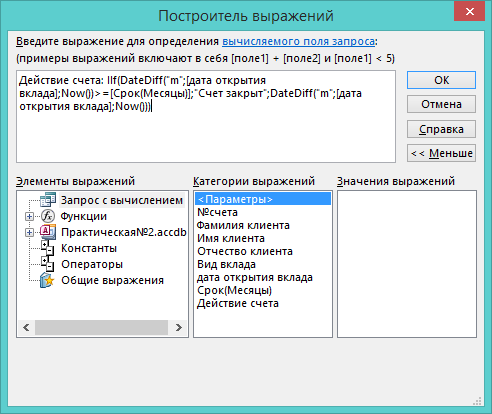 Построитель выражений
Введите выражение для определения вычисляемого поля запроса:
(примеры выражений включают в себя [поле1] + [поле2] и [поле1] < 5)
Действие счета: IIf(DateDiff("m";[дата открытия
вклада];Now())>=[Срок(Месяцы)];"Счет закрыт";DateDiff("m";[дата
открытия вклада];Now()))
ОК
Отмена
Справка
<< Меньше
Элементы выражений
Запрос с вычислением
Функции
Практическая№2.accdb
Константы
Операторы
Общие выражения
Категории выражений
<Параметры>
№счета
Фамилия клиента
Имя клиента
Отчество клиента
Вид вклада
дата открытия вклада
Срок(Месяцы)
Действие счета
Значения выражений